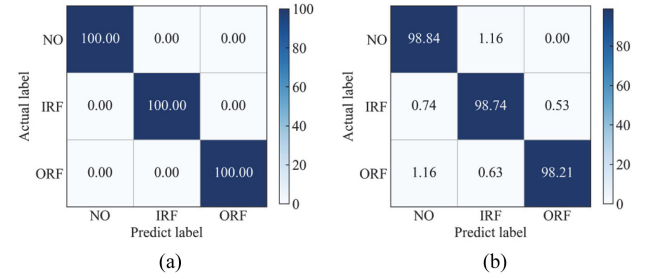 NO 100.00 0.00 0.00
IRF 0.00 100.00 0.00
ORF 0.00 0.00 100.00
NO IRF ORF
Predict label
Actual label
100
80
60
40
20
0
(a)
NO 98.84 1.16 0.00
IRF 0.74 98.74 0.53
ORF 1.16 0.63 98.21
NO IRF ORF
Predict label
Actual label
80
60
40
20
0
(b)